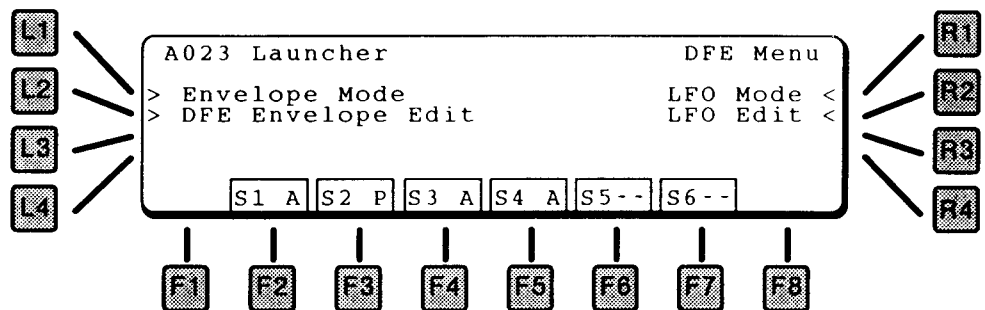 L1
R1
A023 Launcher DFE Menu
L2
R2
> Envelope Mode LFO Mode <
> DFE Envelope Edit LFO Edit <
L3
R3
L4
R4
S1 A S2 P S3 A S4 A S5-- S6--
F1 F2 F3 F4 F5 F6 F7 F8